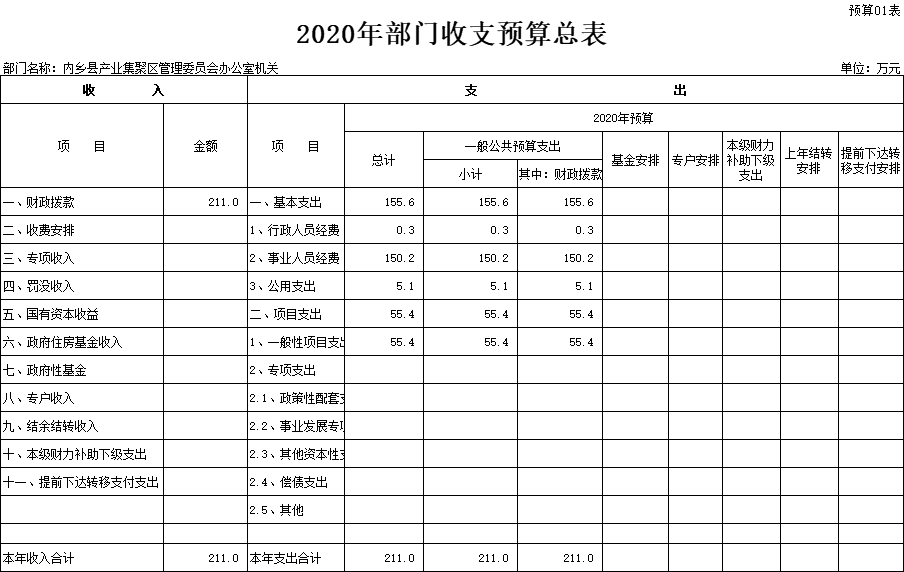 预算01表
2020年部门收支预算总表
部门名称：内乡县产业集聚区管理委员会办公室机关 单位：万元
收 入 支 出
项 目 金额 项 目 2020年预算
总计 一般公共预算支出 基金安排 专户安排 本级财力补助下级支出 上年结转安排 提前下达转移支付安排
小计 其中：财政拨款
一、财政拨款 211.0 一、基本支出 155.6 155.6 155.6
二、收费安排 1、行政人员经费 0.3 0.3 0.3
三、专项收入 2、事业人员经费 150.2 150.2 150.2
四、罚没收入 3、公用支出 5.1 5.1 5.1
五、国有资本收益 二、项目支出 55.4 55.4 55.4
六、政府住房基金收入 1、一般性项目支出 55.4 55.4 55.4
七、政府性基金 2、专项支出
八、专户收入 2.1、政策性配套支
九、结余结转收入 2.2、事业发展专项
十、本级财力补助下级支出 2.3、其他资本性支
十一、提前下达转移支付支出 2.4、偿债支出
2.5、其他
本年收入合计 211.0 本年支出合计 211.0 211.0 211.0